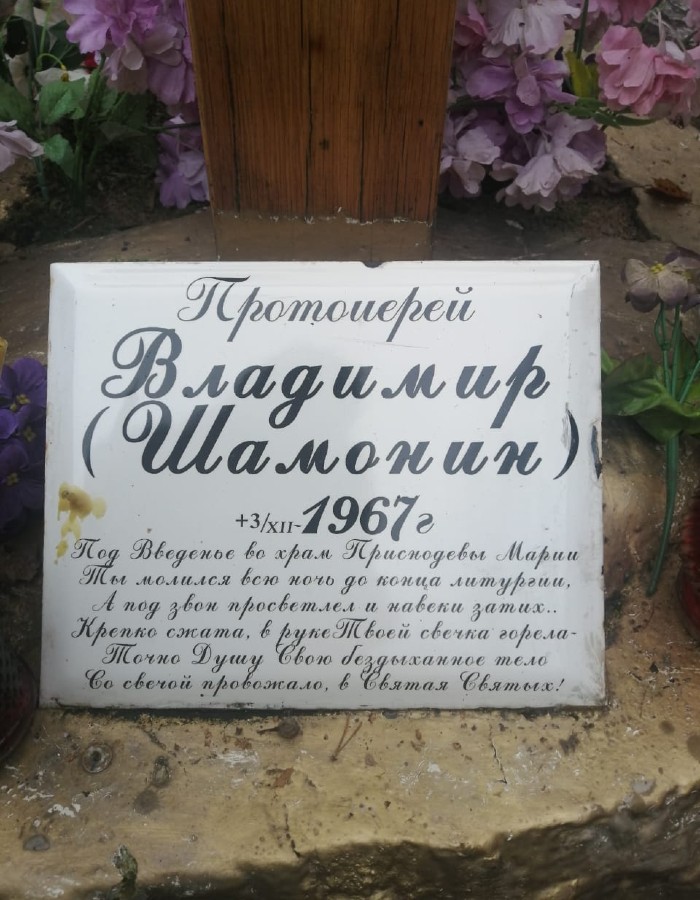 Протоиерей
Владимир
(Шамонин)
+3/XII-1967г
Под Введенье во храм Приснодевы Марии
Ты молился всю ночь до конца литургии,
А под звон просветлел и навеки затих..
Крепко сжата, в руке Твоей свечка горела-
Точно Душу Свою бездыханное тело
Со свечой провожало, в Святая Святых!